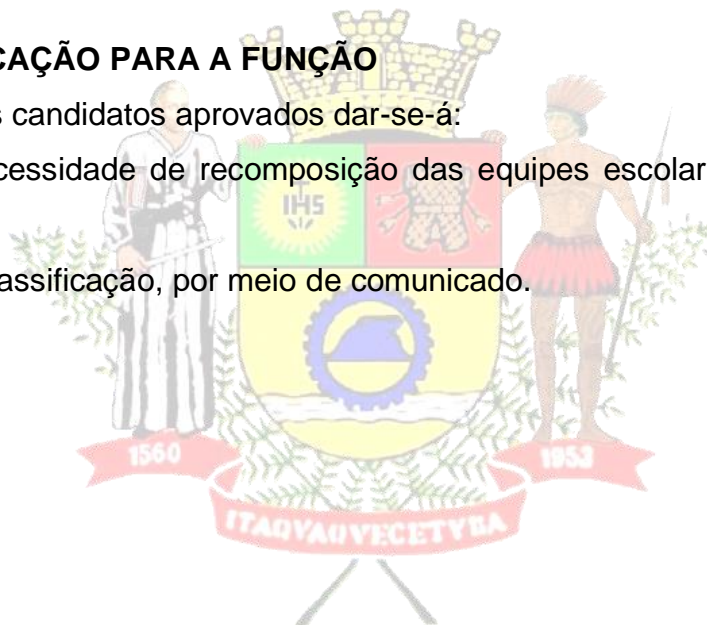 CAÇÃO PARA A FUNÇÃO
s candidatos aprovados dar-se-á:
cessidade de recomposição das equipes escolar
assificação, por meio de comunicado.
IHS
1560
1953
ITAQVAQVECETVBA